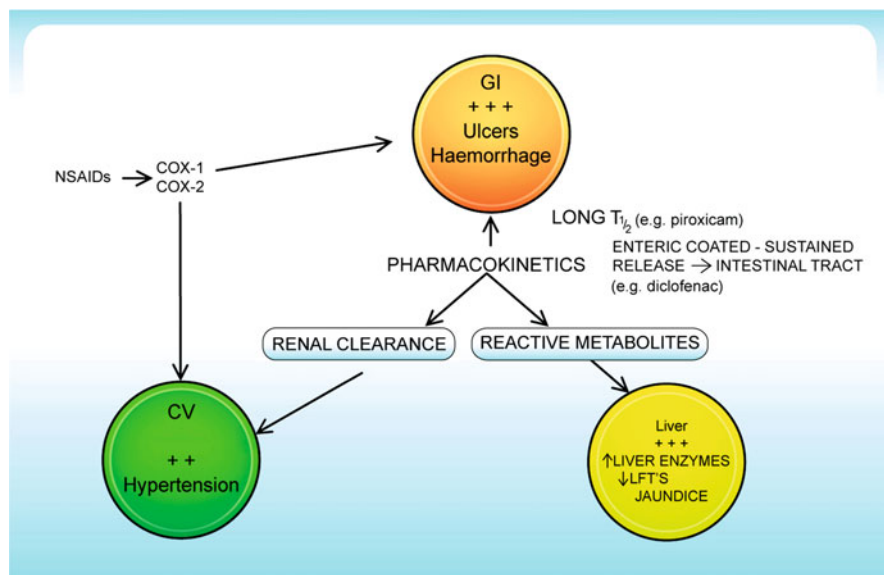 GI
+ + +
Ulcers
Haemorrhage
NSAIDs
COX-1
COX-2
LONG T1/2 (e.g. piroxicam)
ENTERIC COATED - SUSTAINED
RELEASE → INTESTINAL TRACT
(e.g. diclofenac)
PHARMACOKINETICS
RENAL CLEARANCE
REACTIVE METABOLITES
CV
+ +
Hypertension
Liver
+ + +
↑LIVER ENZYMES
↓LFT'S
JAUNDICE